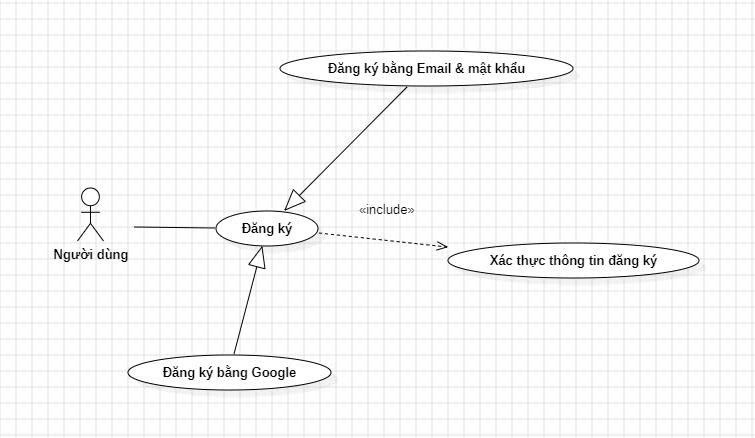 Đăng ký bằng Email & mật khẩu
«include»
Đăng ký
Người dùng
Xác thực thông tin đăng ký
Đăng ký bằng Google